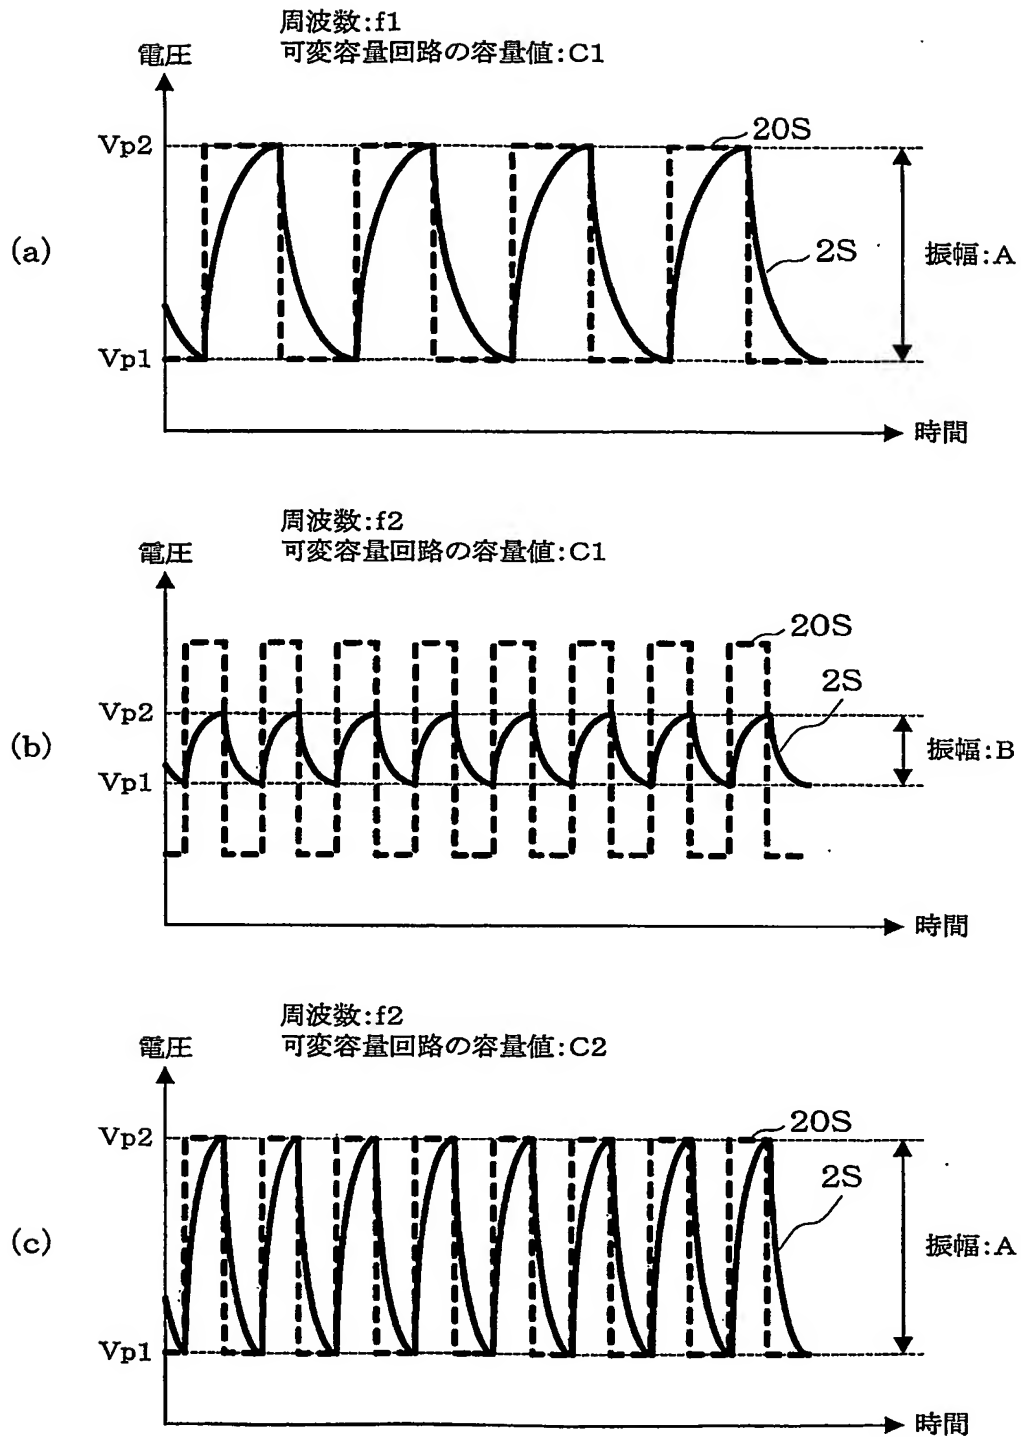 周波数:f1
可変容量回路の容量値:C1
電圧
Vp2
20S
(a)
2S
振幅:A
Vp1
時間
周波数:f2
可変容量回路の容量値:C1
電圧
20S
2S
Vp2
(b)
振幅:B
Vp1
時間
周波数:f2
可変容量回路の容量値:C2
電圧
20S
Vp2
2S
(c)
振幅:A
Vp1
時間